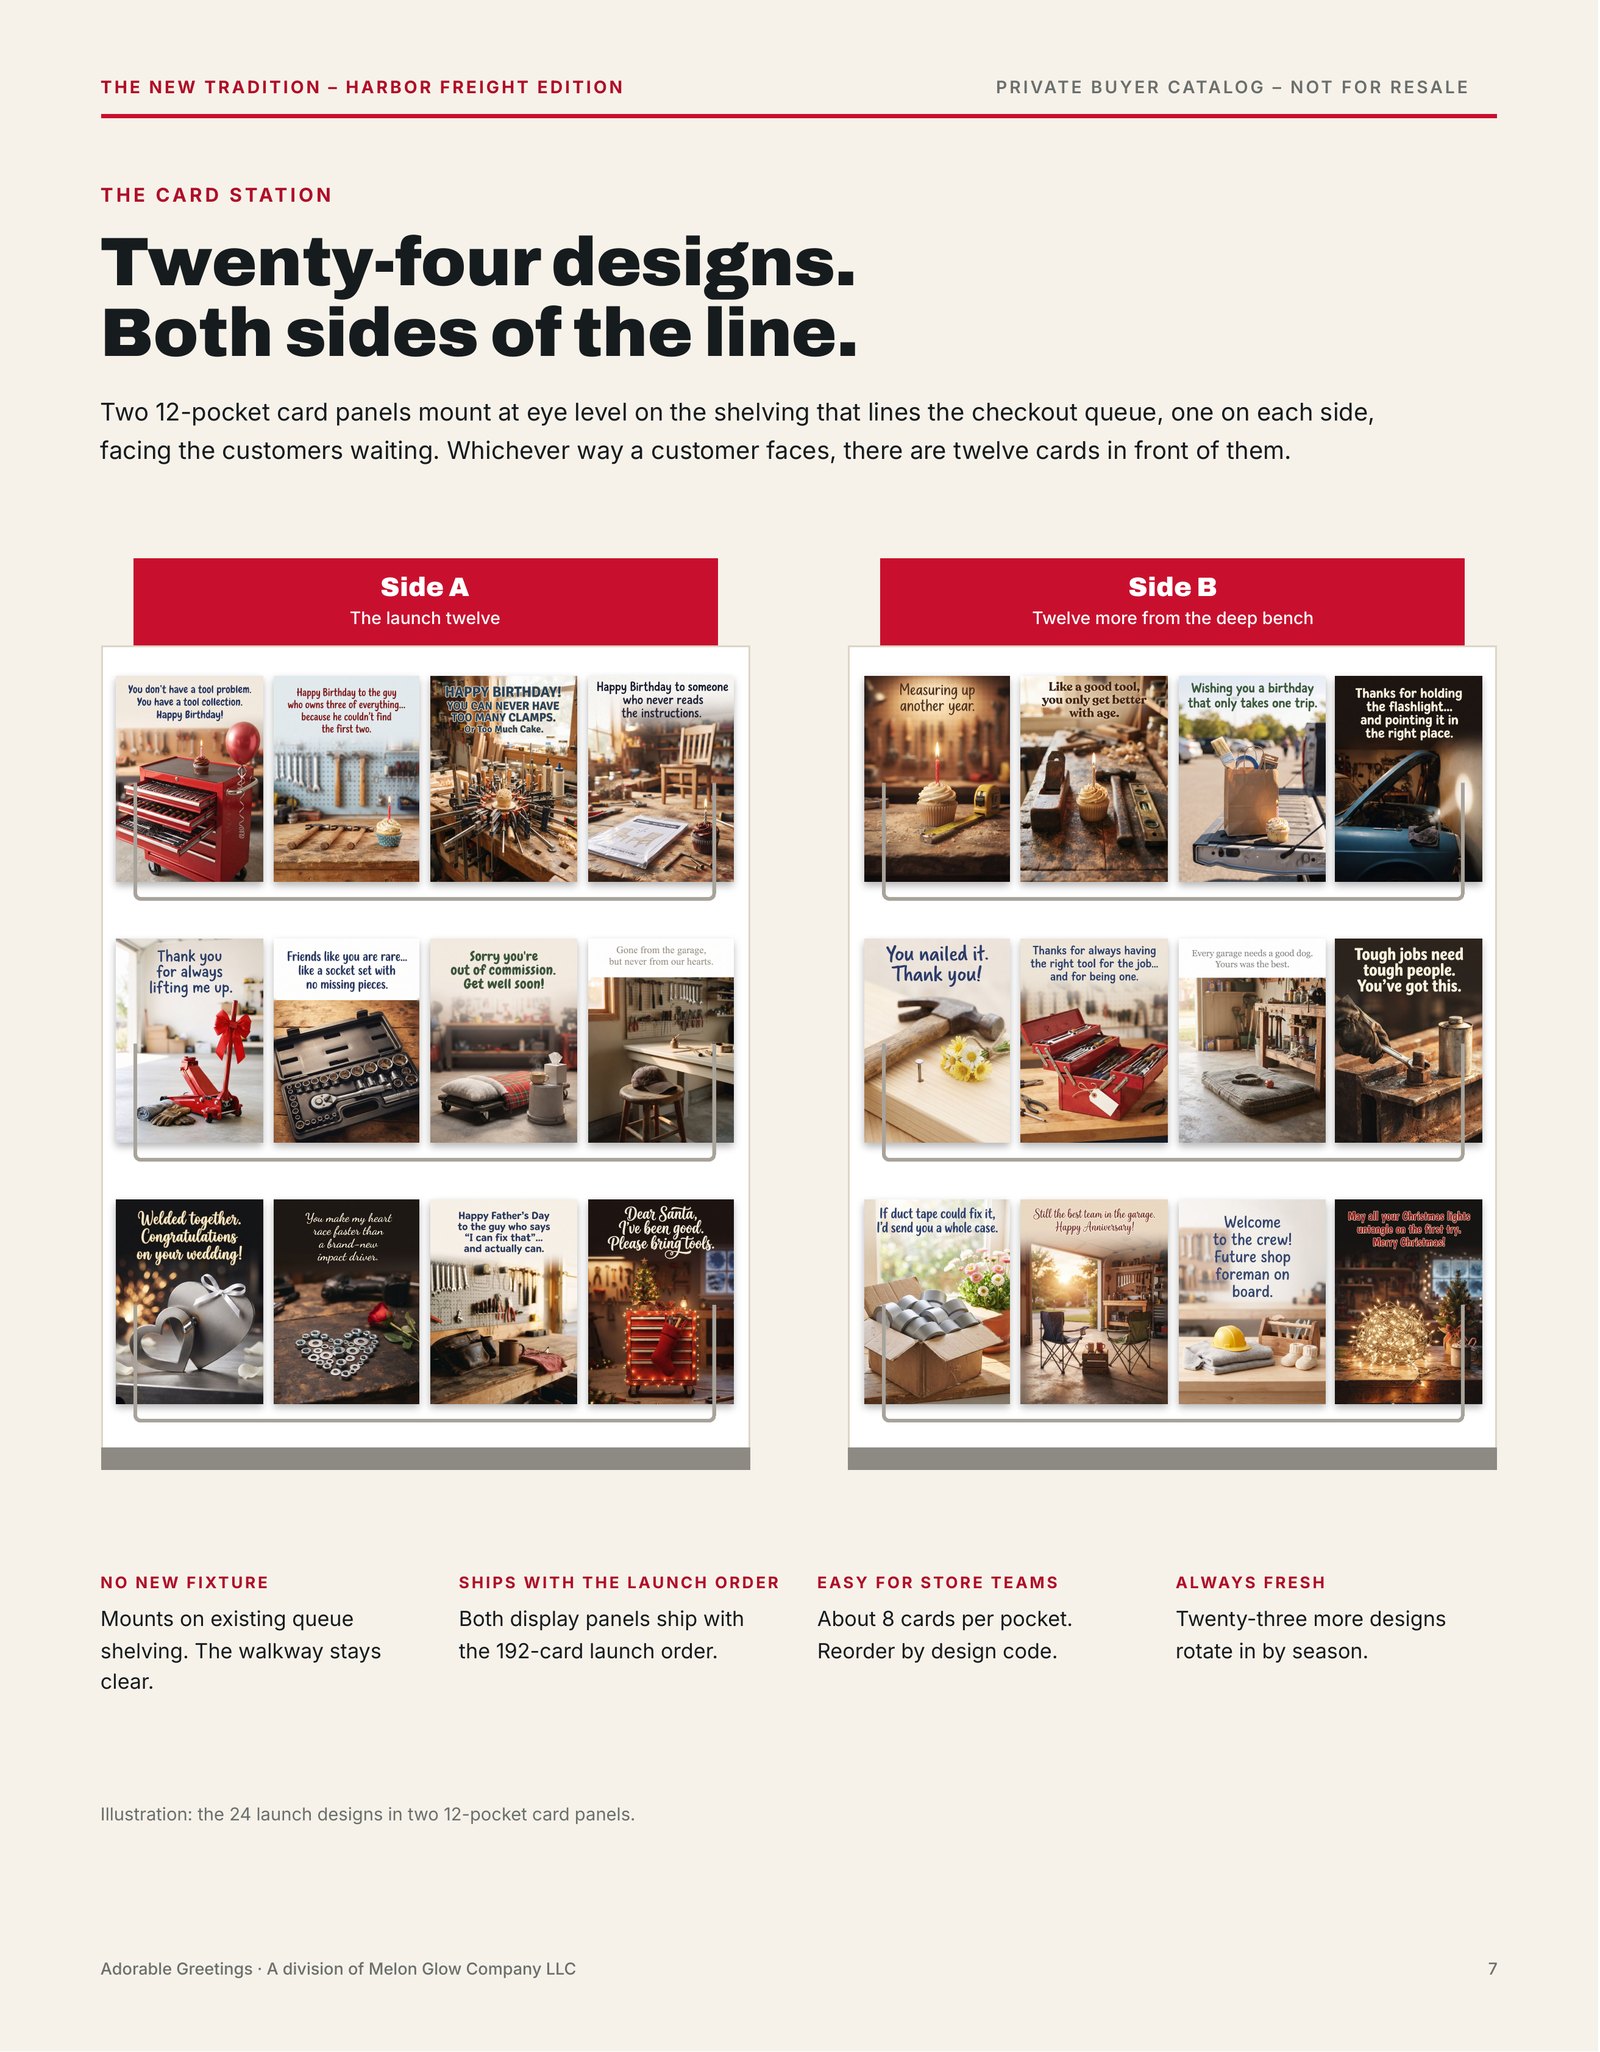 THE NEW TRADITION – HARBOR FREIGHT EDITION
PRIVATE BUYER CATALOG – NOT FOR RESALE
THE CARD STATION
Twenty-four designs.
Both sides of the line.
Two 12-pocket card panels mount at eye level on the shelving that lines the checkout queue, one on each side,
facing the customers waiting. Whichever way a customer faces, there are twelve cards in front of them.
Side A
The launch twelve
You don't have a tool problem.
You have a tool collection.
Happy Birthday!
Happy Birthday to the guy
who owns three of everything...
because he couldn't find
the first two.
HAPPY BIRTHDAY!
YOU CAN NEVER HAVE
TOO MANY CLAMPS.
Or Too Much Cake.
Happy Birthday to someone
who never reads
the instructions.
Thank you
for always
lifting me up.
Friends like you are rare...
like a socket set with
no missing pieces.
Sorry you're
out of commission.
Get well soon!
Gone from the garage,
but never from our hearts.
Welded together.
Congratulations
on your wedding!
You make my heart
race faster than
a brand-new
impact driver.
Happy Father's Day
to the guy who says
"I can fix that"...
and actually can.
Dear Santa,
I've been good.
Please bring tools.
Side B
Twelve more from the deep bench
Measuring up
another year.
Like a good tool,
you only get better
with age.
Wishing you a birthday
that only takes one trip.
Thanks for holding
the flashlight...
and pointing it in
the right place.
You nailed it.
Thank you!
Thanks for always having
the right tool for the job...
and for being one.
Every garage needs a good dog.
Yours was the best.
Tough jobs need
tough people.
You've got this.
If duct tape could fix it,
I'd send you a whole case.
Still the best team in the garage.
Happy Anniversary!
Welcome
to the crew!
Future shop
foreman on
board.
May all your Christmas lights
untangle on the first try.
Merry Christmas!
NO NEW FIXTURE
Mounts on existing queue
shelving. The walkway stays
clear.
SHIPS WITH THE LAUNCH ORDER
Both display panels ship with
the 192-card launch order.
EASY FOR STORE TEAMS
About 8 cards per pocket.
Reorder by design code.
ALWAYS FRESH
Twenty-three more designs
rotate in by season.
Illustration: the 24 launch designs in two 12-pocket card panels.
Adorable Greetings · A division of Melon Glow Company LLC
7